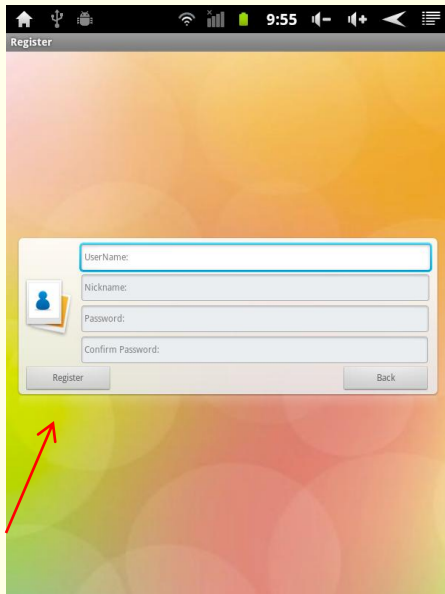 9:55
Register
UserName:
Nickname:
Password:
Confirm Password:
Register Back